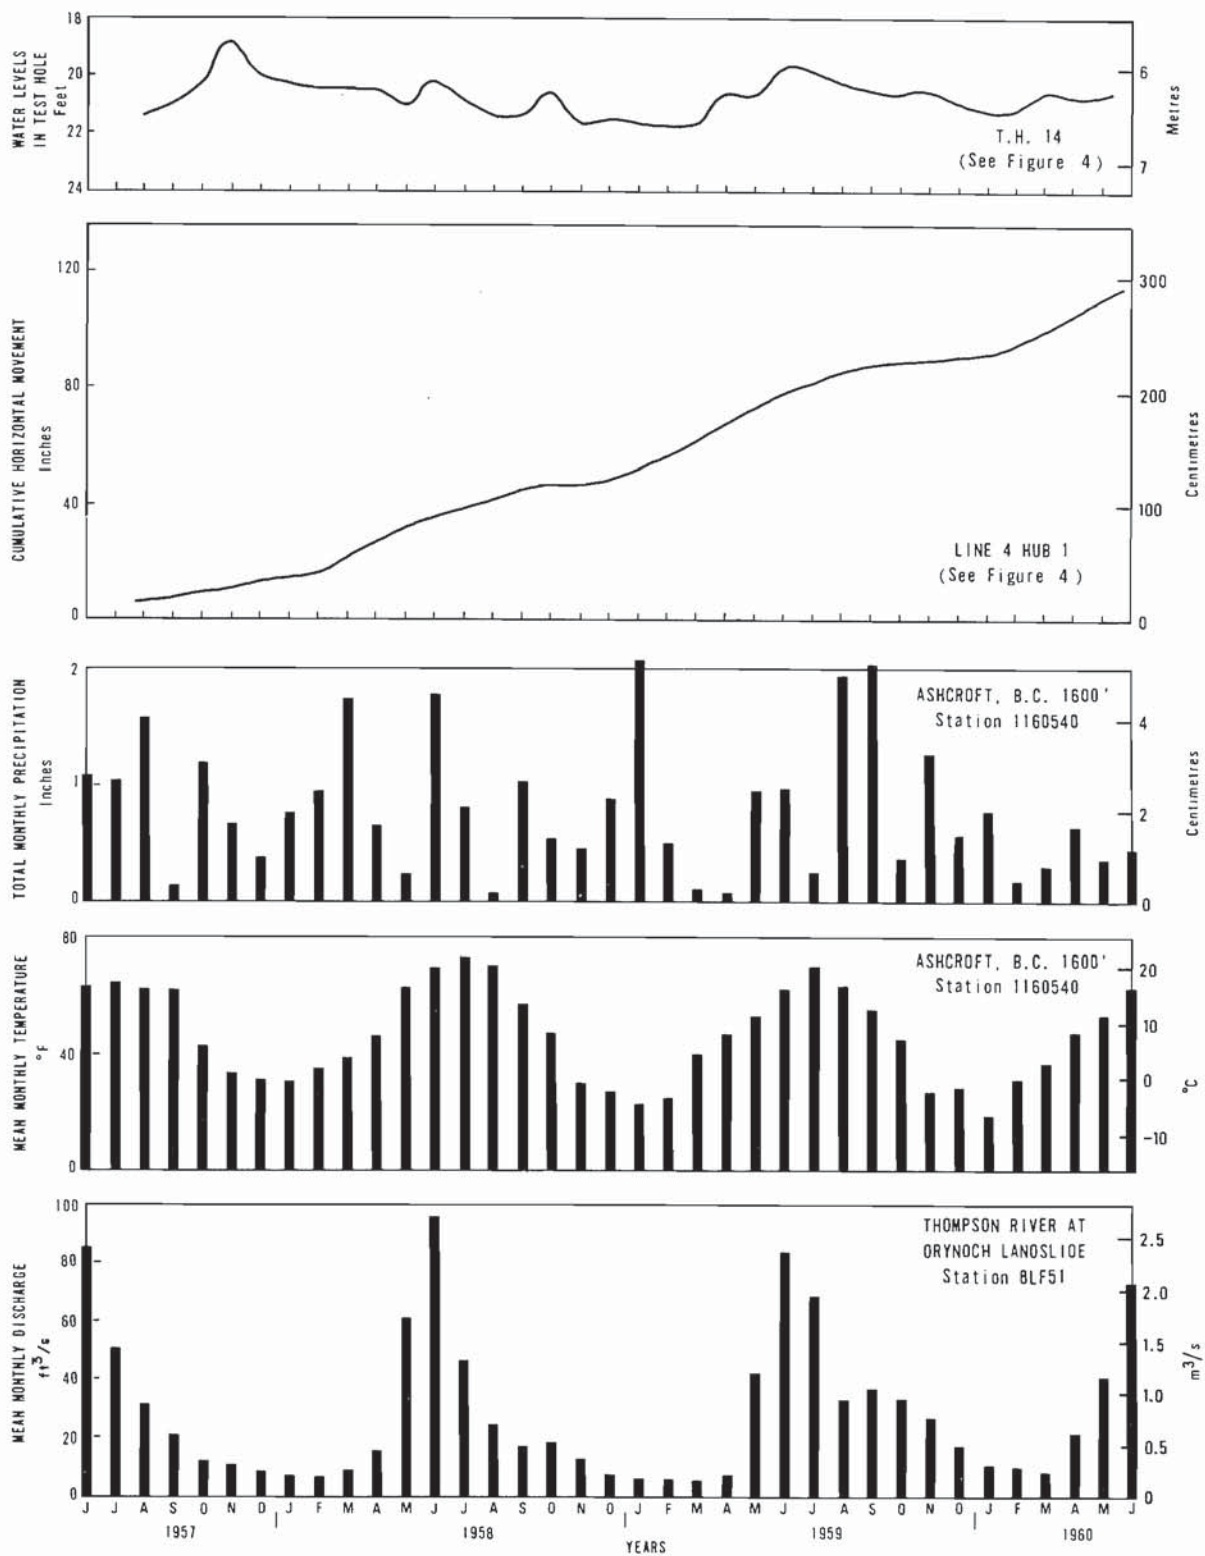 WATER LEVELS
IN TEST HOLE
Feet
18
20
22
24
6
7
Metres
T.H. 14
(See Figure 4)
CUMULATIVE HORIZONTAL MOVEMENT
Inches
120
80
40
0
300
200
100
0
Centimetres
LINE 4 HUB 1
(See Figure 4)
TOTAL MONTHLY PRECIPITATION
Inches
2
1
0
4
2
0
Centimetres
ASHCROFT, B.C. 1600'
Station 1160540
MEAN MONTHLY TEMPERATURE
°F
80
40
0
20
10
0
-10
°C
ASHCROFT, B.C. 1600'
Station 1160540
MEAN MONTHLY DISCHARGE
ft³/s
100
80
60
40
20
0
2.5
2.0
1.5
1.0
0.5
0
m³/s
THOMPSON RIVER AT
DRYNOCH LANDSLIDE
Station 8LF51
J J A S O N D J F M A M J J A S O N D J F M A M J J A S O N D J F M A M J
1957 1958 1959 1960
YEARS